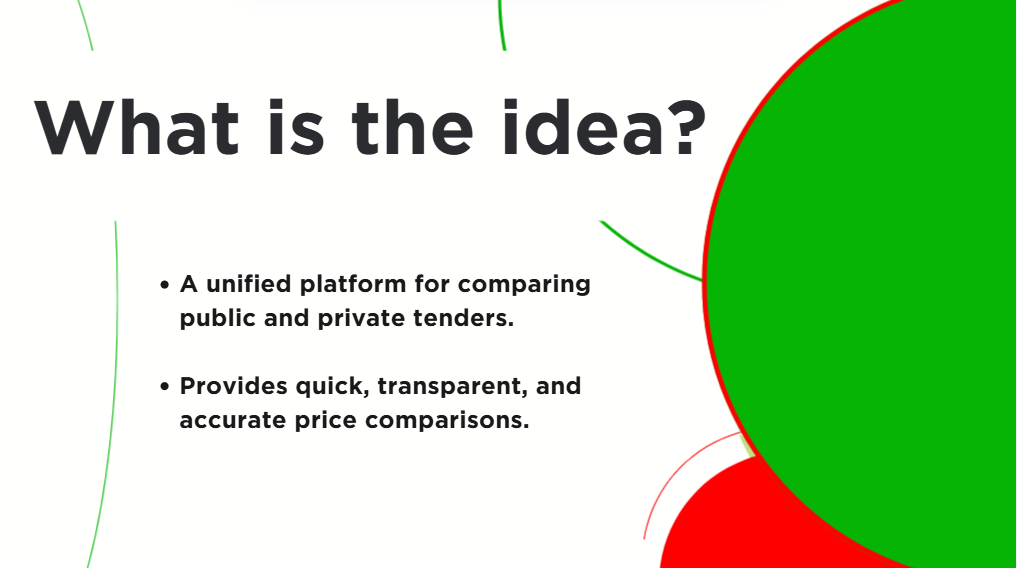 What is the idea?
• A unified platform for comparing
public and private tenders.
• Provides quick, transparent, and
accurate price comparisons.